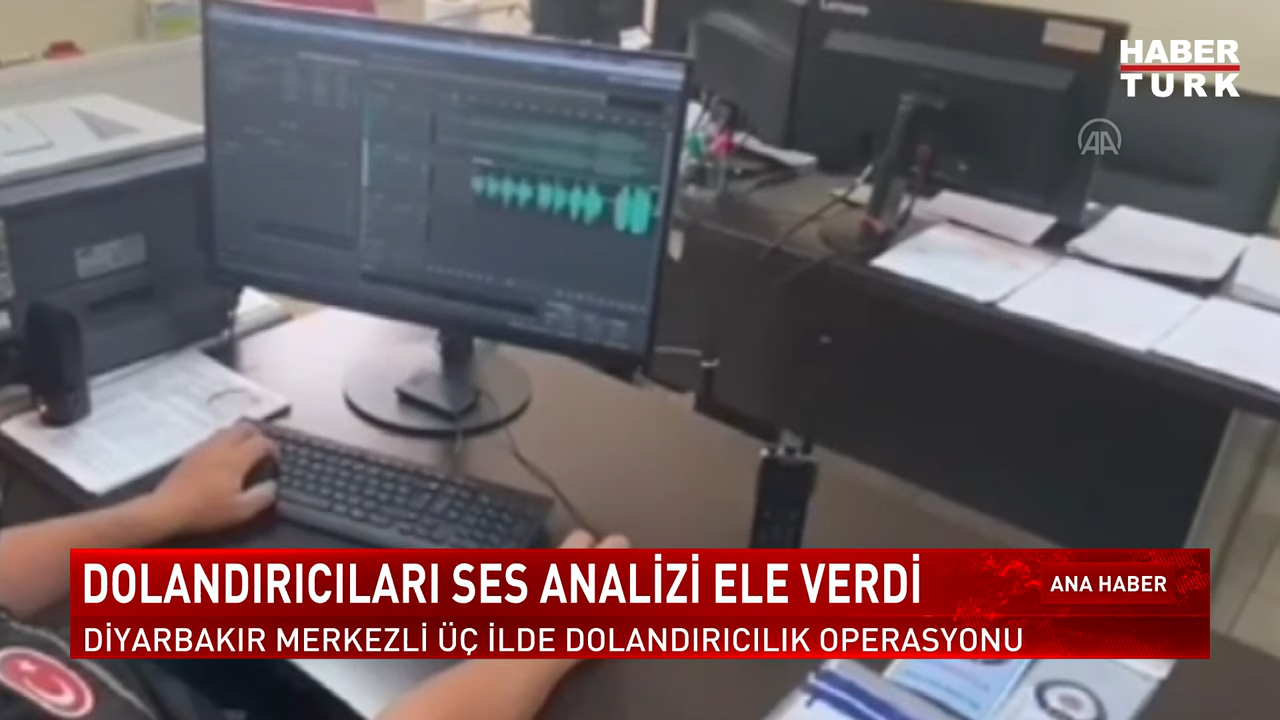 Lenovo
HABER
TURK
AA
DOLANDIRICILARI SES ANALİZİ ELE VERDİ
ANA HABER
DİYARBAKIR MERKEZLİ ÜÇ İLDE DOLANDIRICILIK OPERASYONU